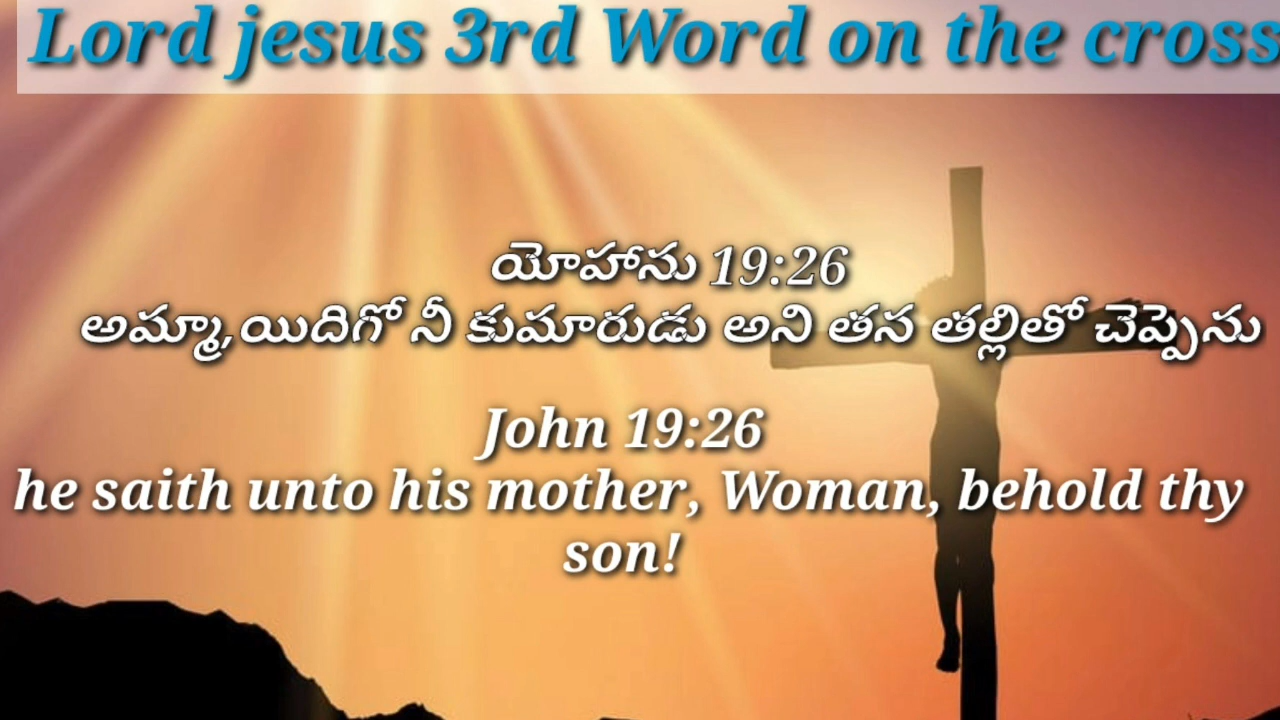 Lord jesus 3rd Word on the cross
యోహాను 19:26
అమ్మా,యిదిగో నీ కుమారుడు అని తన తల్లితో చెప్పెను
John 19:26
he saith unto his mother, Woman, behold thy
son!